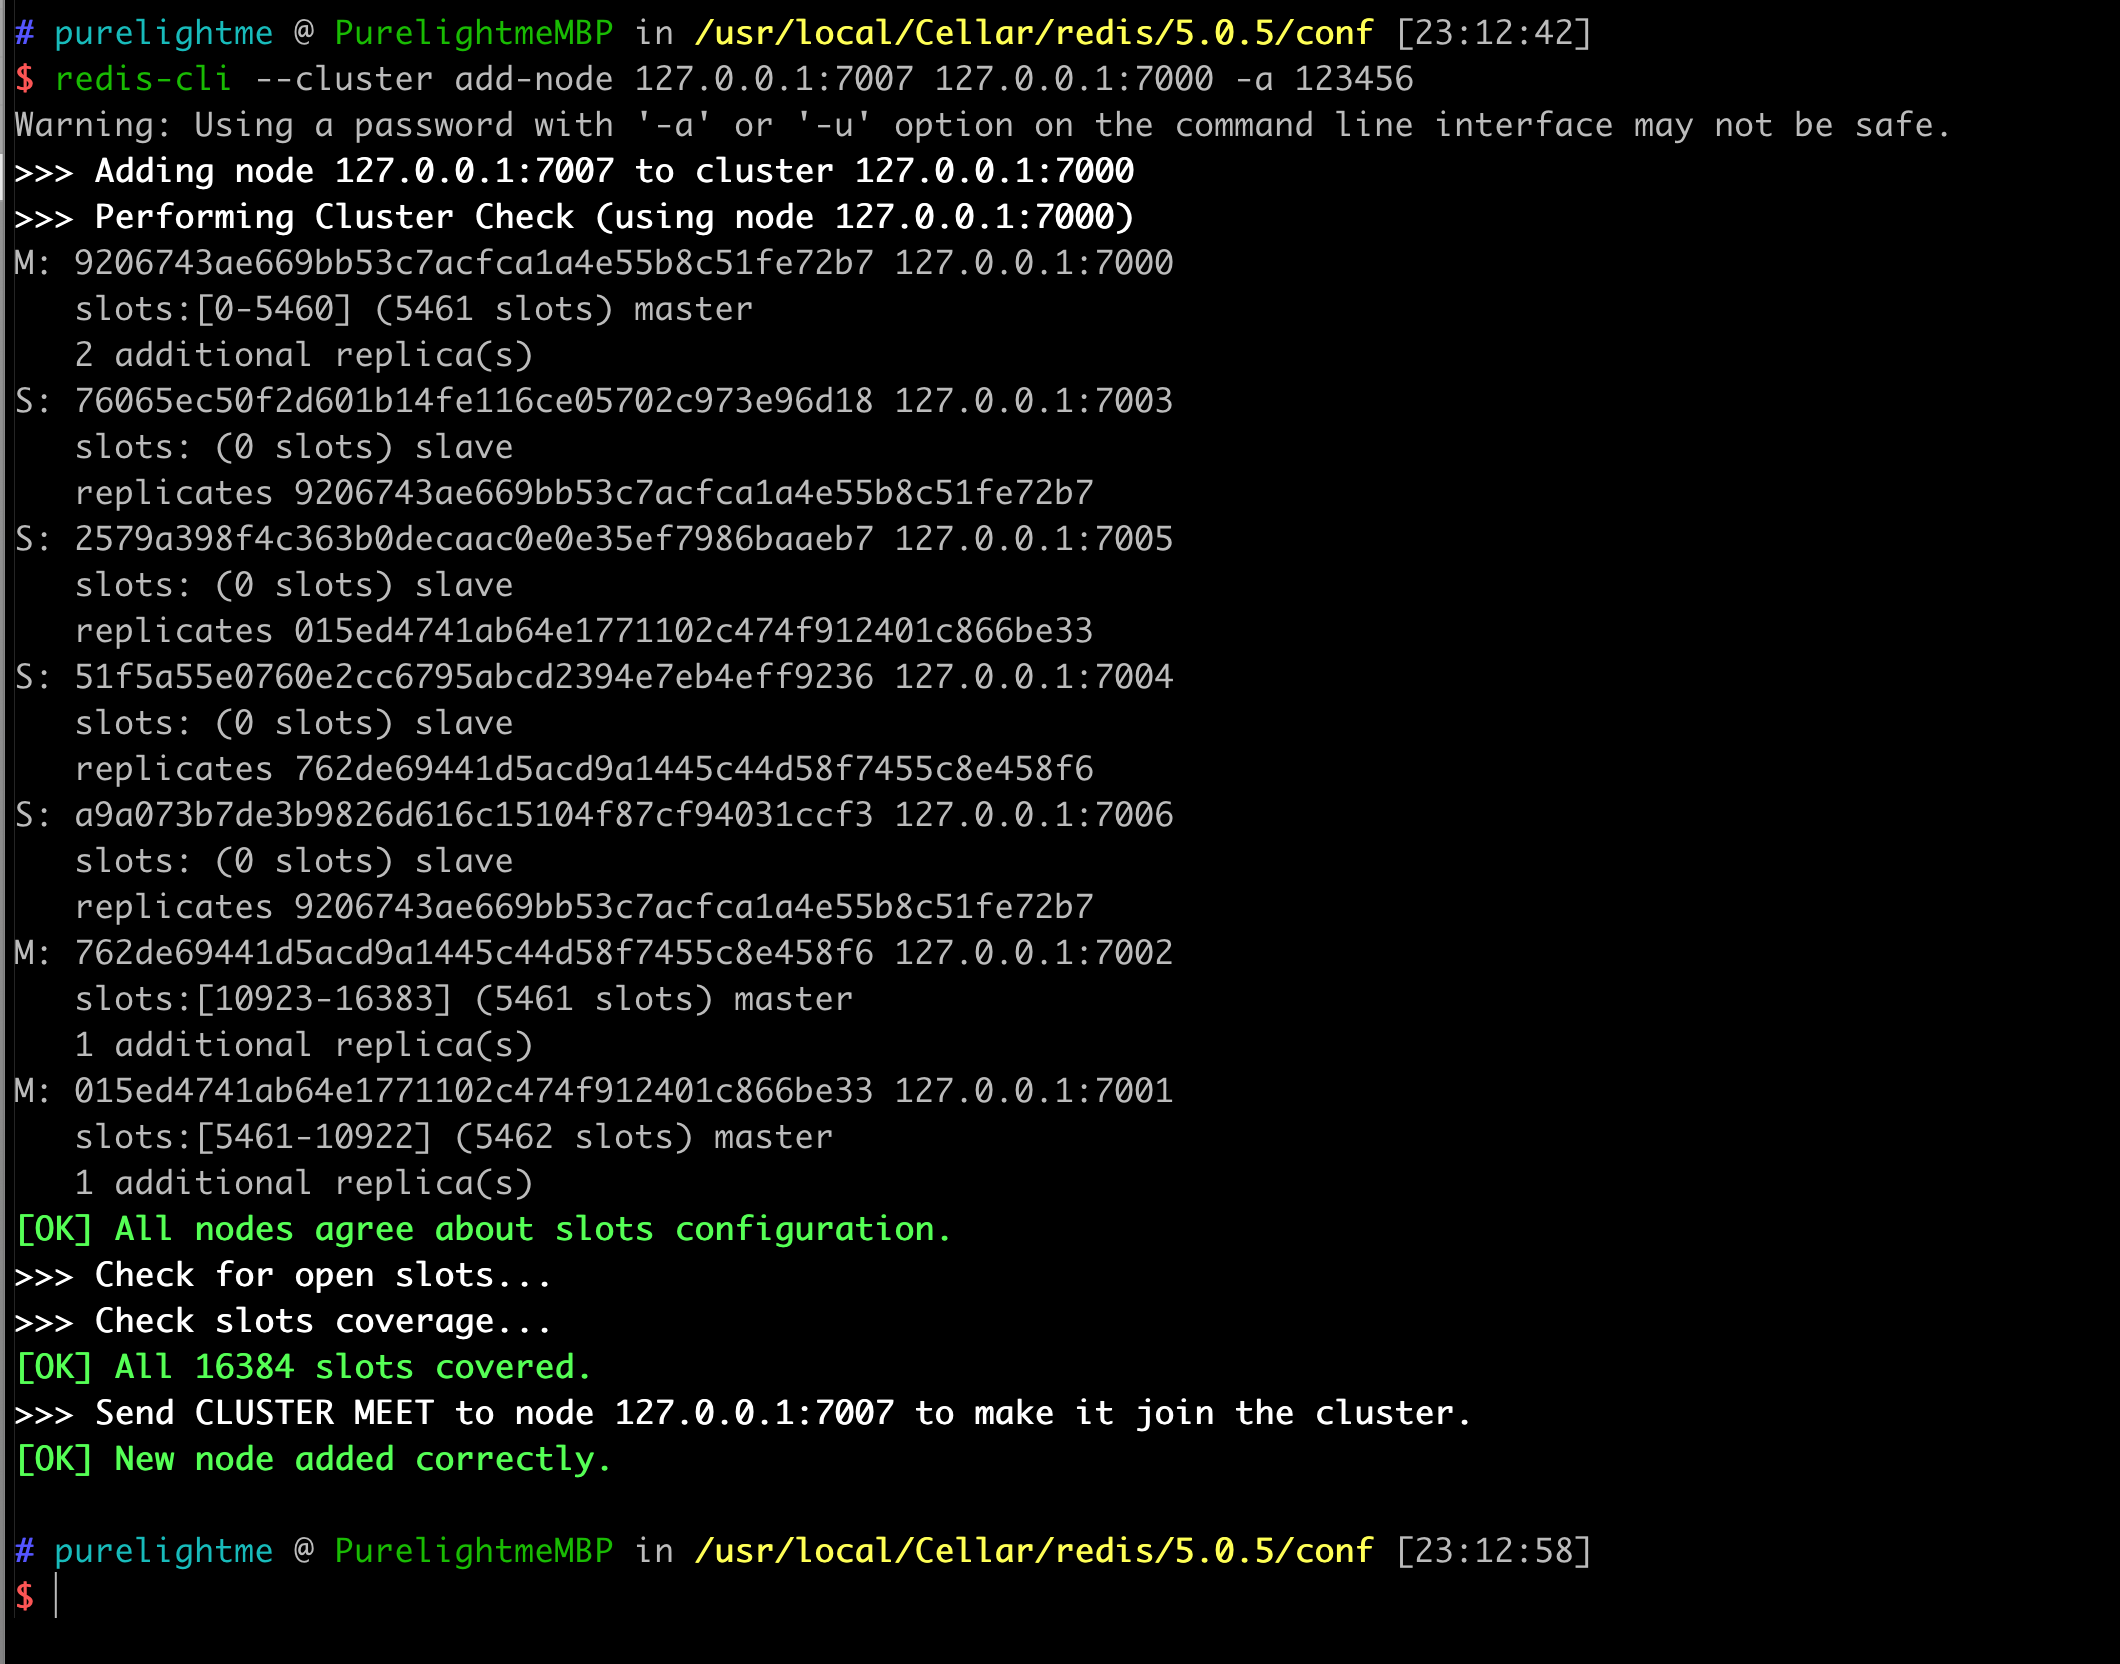 # purelightme @ PurelightmeMBP in /usr/local/Cellar/redis/5.0.5/conf [23:12:42]
$ redis-cli --cluster add-node 127.0.0.1:7007 127.0.0.1:7000 -a 123456
Warning: Using a password with '-a' or '-u' option on the command line interface may not be safe.
>>> Adding node 127.0.0.1:7007 to cluster 127.0.0.1:7000
>>> Performing Cluster Check (using node 127.0.0.1:7000)
M: 9206743ae669bb53c7acfca1a4e55b8c51fe72b7 127.0.0.1:7000
   slots:[0-5460] (5461 slots) master
   2 additional replica(s)
S: 76065ec50f2d601b14fe116ce05702c973e96d18 127.0.0.1:7003
   slots: (0 slots) slave
   replicates 9206743ae669bb53c7acfca1a4e55b8c51fe72b7
S: 2579a398f4c363b0decaac0e0e35ef7986baaeb7 127.0.0.1:7005
   slots: (0 slots) slave
   replicates 015ed4741ab64e1771102c474f912401c866be33
S: 51f5a55e0760e2cc6795abcd2394e7eb4eff9236 127.0.0.1:7004
   slots: (0 slots) slave
   replicates 762de69441d5acd9a1445c44d58f7455c8e458f6
S: a9a073b7de3b9826d616c15104f87cf94031ccf3 127.0.0.1:7006
   slots: (0 slots) slave
   replicates 9206743ae669bb53c7acfca1a4e55b8c51fe72b7
M: 762de69441d5acd9a1445c44d58f7455c8e458f6 127.0.0.1:7002
   slots:[10923-16383] (5461 slots) master
   1 additional replica(s)
M: 015ed4741ab64e1771102c474f912401c866be33 127.0.0.1:7001
   slots:[5461-10922] (5462 slots) master
   1 additional replica(s)
[OK] All nodes agree about slots configuration.
>>> Check for open slots...
>>> Check slots coverage...
[OK] All 16384 slots covered.
>>> Send CLUSTER MEET to node 127.0.0.1:7007 to make it join the cluster.
[OK] New node added correctly.
# purelightme @ PurelightmeMBP in /usr/local/Cellar/redis/5.0.5/conf [23:12:58]
$